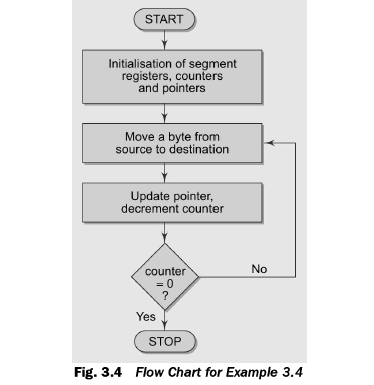 START
Initialisation of segment
registers, counters
and pointers
Move a byte from
source to destination
Update pointer,
decrement counter
counter
= 0
?
No
Yes
STOP
Fig. 3.4 Flow Chart for Example 3.4